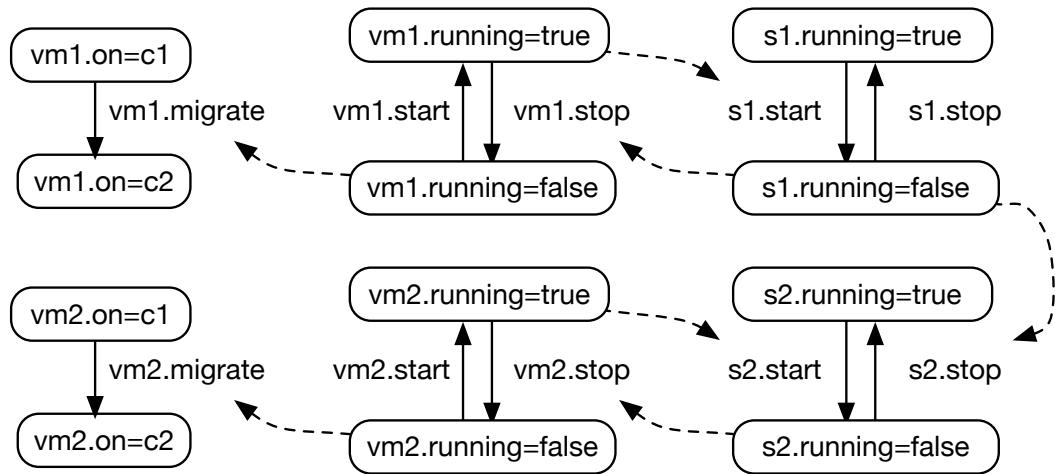 vm1.on=c1
vm1.running=true
s1.running=true
vm1.migrate
vm1.start
vm1.stop
s1.start
s1.stop
vm1.on=c2
vm1.running=false
s1.running=false
vm2.on=c1
vm2.running=true
s2.running=true
vm2.migrate
vm2.start
vm2.stop
s2.start
s2.stop
vm2.on=c2
vm2.running=false
s2.running=false